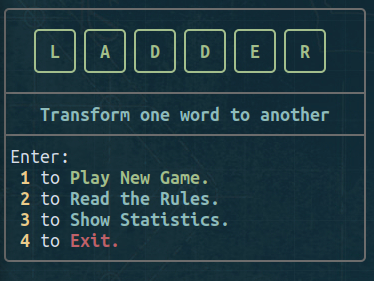 L A D D E R
Transform one word to another
Enter:
1 to Play New Game.
2 to Read the Rules.
3 to Show Statistics.
4 to Exit.